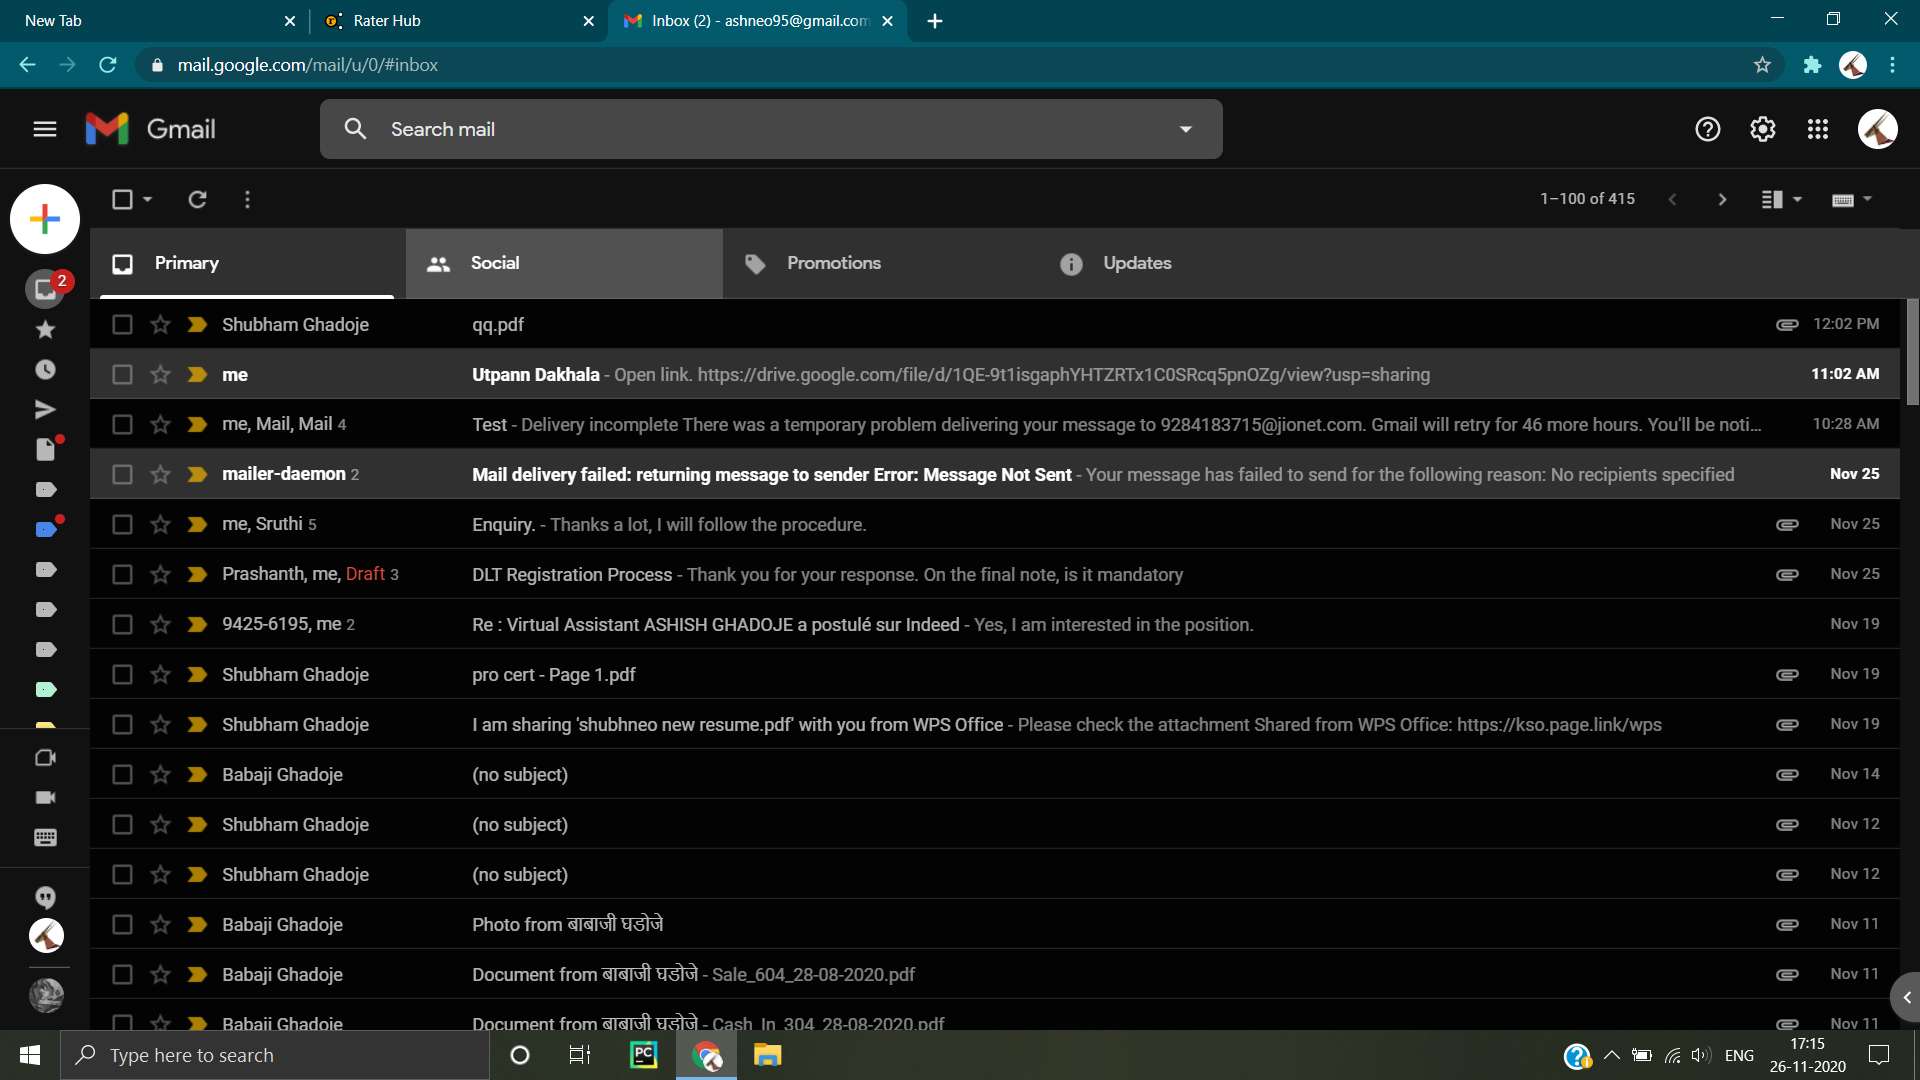 New Tab
Rater Hub
Inbox (2) - ashneo95@gmail.com
mail.google.com/mail/u/0/#inbox
Gmail
Search mail
1–100 of 415
2
Primary
Social
Promotions
Updates
Shubham Ghadoje qq.pdf 12:02 PM
me Utpann Dakhala - Open link. https://drive.google.com/file/d/1QE-9t1isgaphYHTZRTx1C0SRcq5pnOZg/view?usp=sharing 11:02 AM
me, Mail, Mail 4 Test - Delivery incomplete There was a temporary problem delivering your message to 9284183715@jionet.com. Gmail will retry for 46 more hours. You'll be noti... 10:28 AM
mailer-daemon 2 Mail delivery failed: returning message to sender Error: Message Not Sent - Your message has failed to send for the following reason: No recipients specified Nov 25
me, Sruthi 5 Enquiry. - Thanks a lot, I will follow the procedure. Nov 25
Prashanth, me, Draft 3 DLT Registration Process - Thank you for your response. On the final note, is it mandatory Nov 25
9425-6195, me 2 Re : Virtual Assistant ASHISH GHADOJE a postulé sur Indeed - Yes, I am interested in the position. Nov 19
Shubham Ghadoje pro cert - Page 1.pdf Nov 19
Shubham Ghadoje I am sharing 'shubhneo new resume.pdf' with you from WPS Office - Please check the attachment Shared from WPS Office: https://kso.page.link/wps Nov 19
Babaji Ghadoje (no subject) Nov 14
Shubham Ghadoje (no subject) Nov 12
Shubham Ghadoje (no subject) Nov 12
Babaji Ghadoje Photo from बाबाजी घडोजे Nov 11
Babaji Ghadoje Document from बाबाजी घडोजे - Sale_604_28-08-2020.pdf Nov 11
Babaji Ghadoje Document from बाबाजी घडोजे - Cash_In_304_28-08-2020.pdf Nov 11
Type here to search
PC
ENG
17:15
26-11-2020